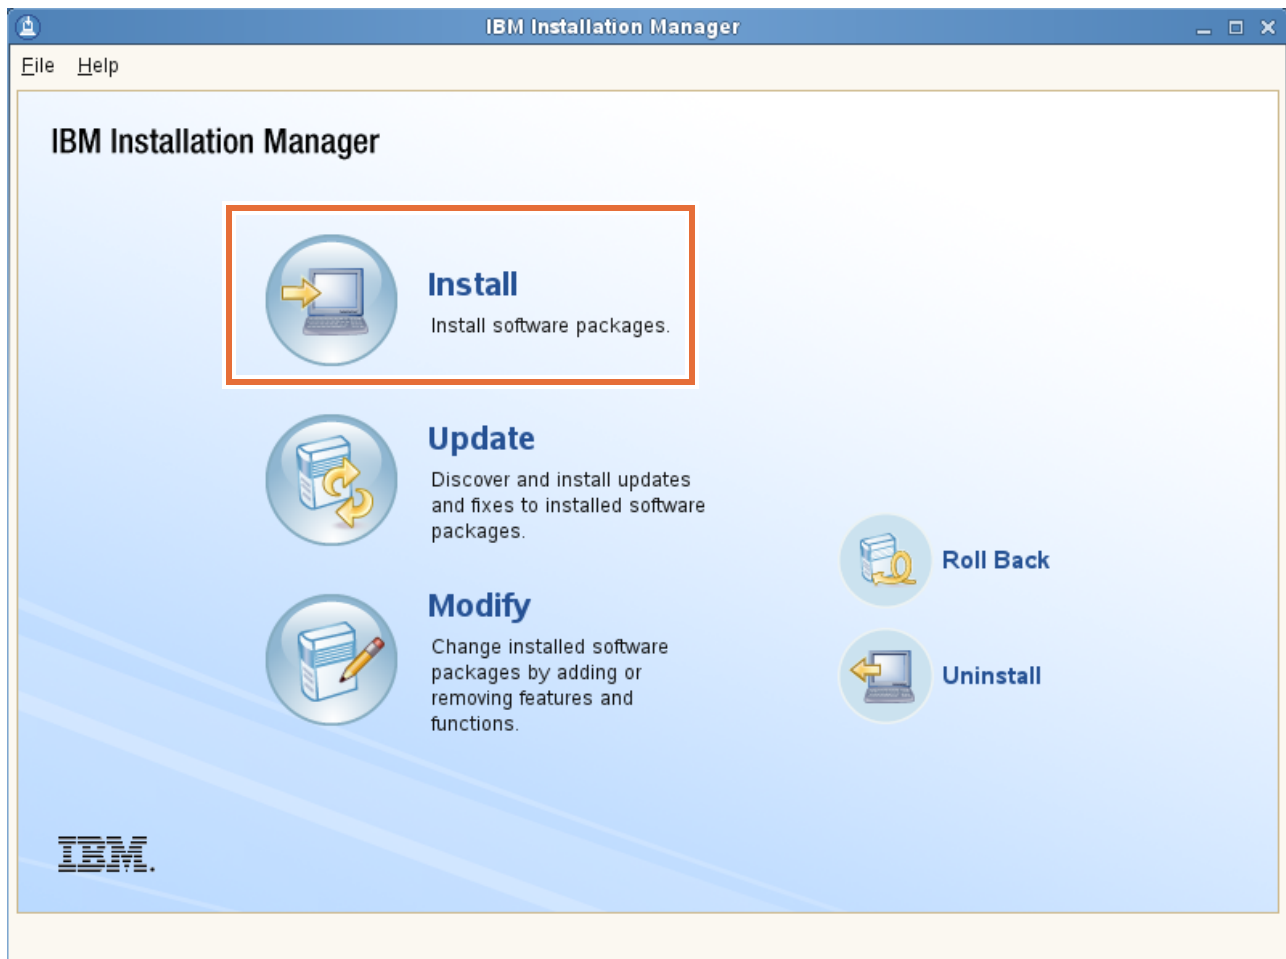 IBM Installation Manager
File Help
IBM Installation Manager
Install
Install software packages.
Update
Discover and install updates
and fixes to installed software
packages.
Modify
Change installed software
packages by adding or
removing features and
functions.
Roll Back
Uninstall
IBM.